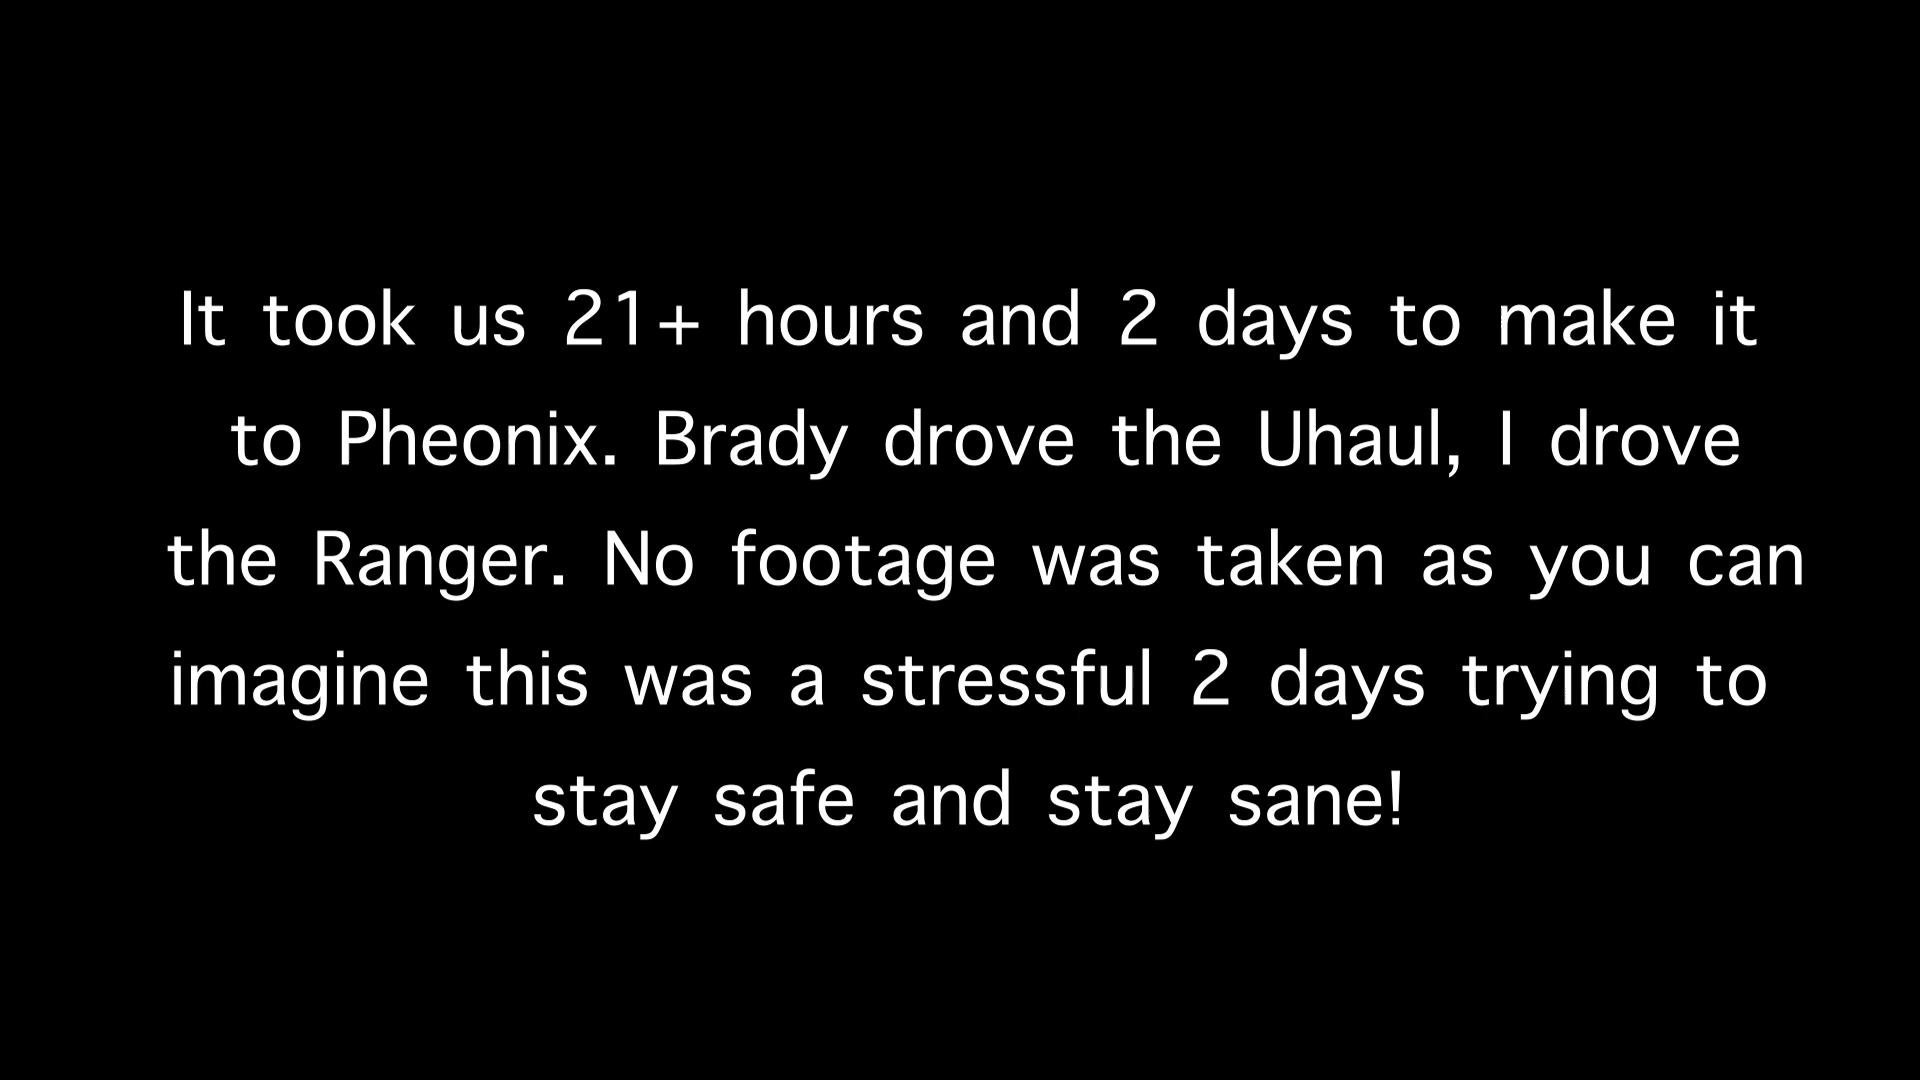 It took us 21+ hours and 2 days to make it
to Pheonix. Brady drove the Uhaul, I drove
the Ranger. No footage was taken as you can
imagine this was a stressful 2 days trying to
stay safe and stay sane!